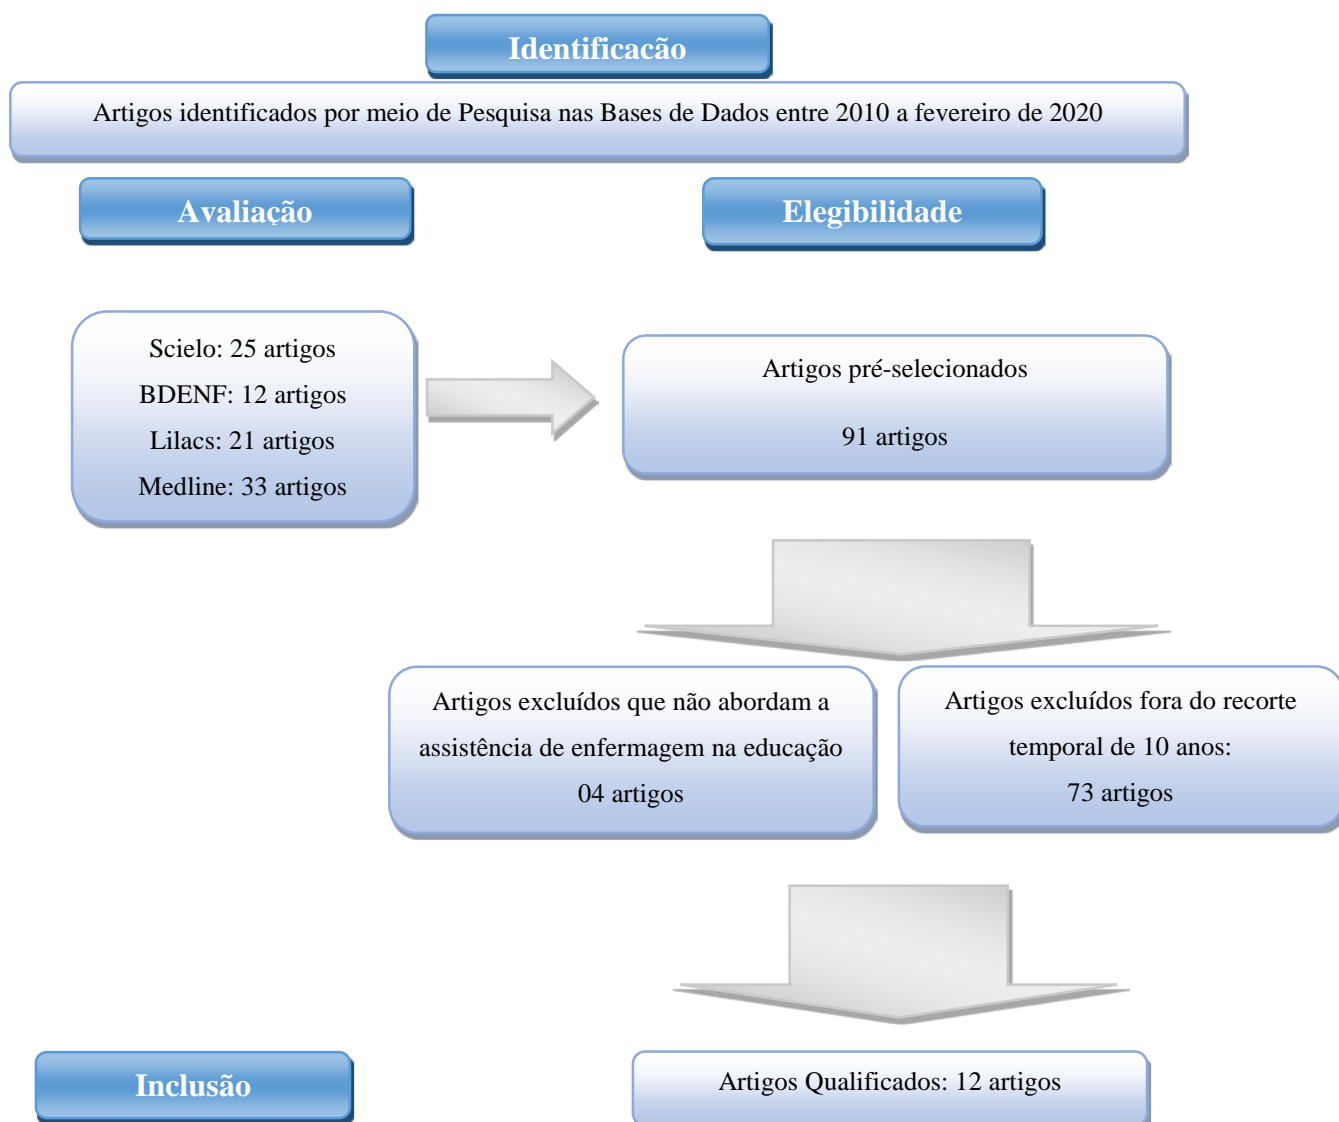 Identificacão
Artigos identificados por meio de Pesquisa nas Bases de Dados entre 2010 a fevereiro de 2020
Avaliação
Elegibilidade
Scielo: 25 artigos
BDENF: 12 artigos
Lilacs: 21 artigos
Medline: 33 artigos
Artigos pré-selecionados
91 artigos
Artigos excluídos que não abordam a
assistência de enfermagem na educação
04 artigos
Artigos excluídos fora do recorte
temporal de 10 anos:
73 artigos
Inclusão
Artigos Qualificados: 12 artigos